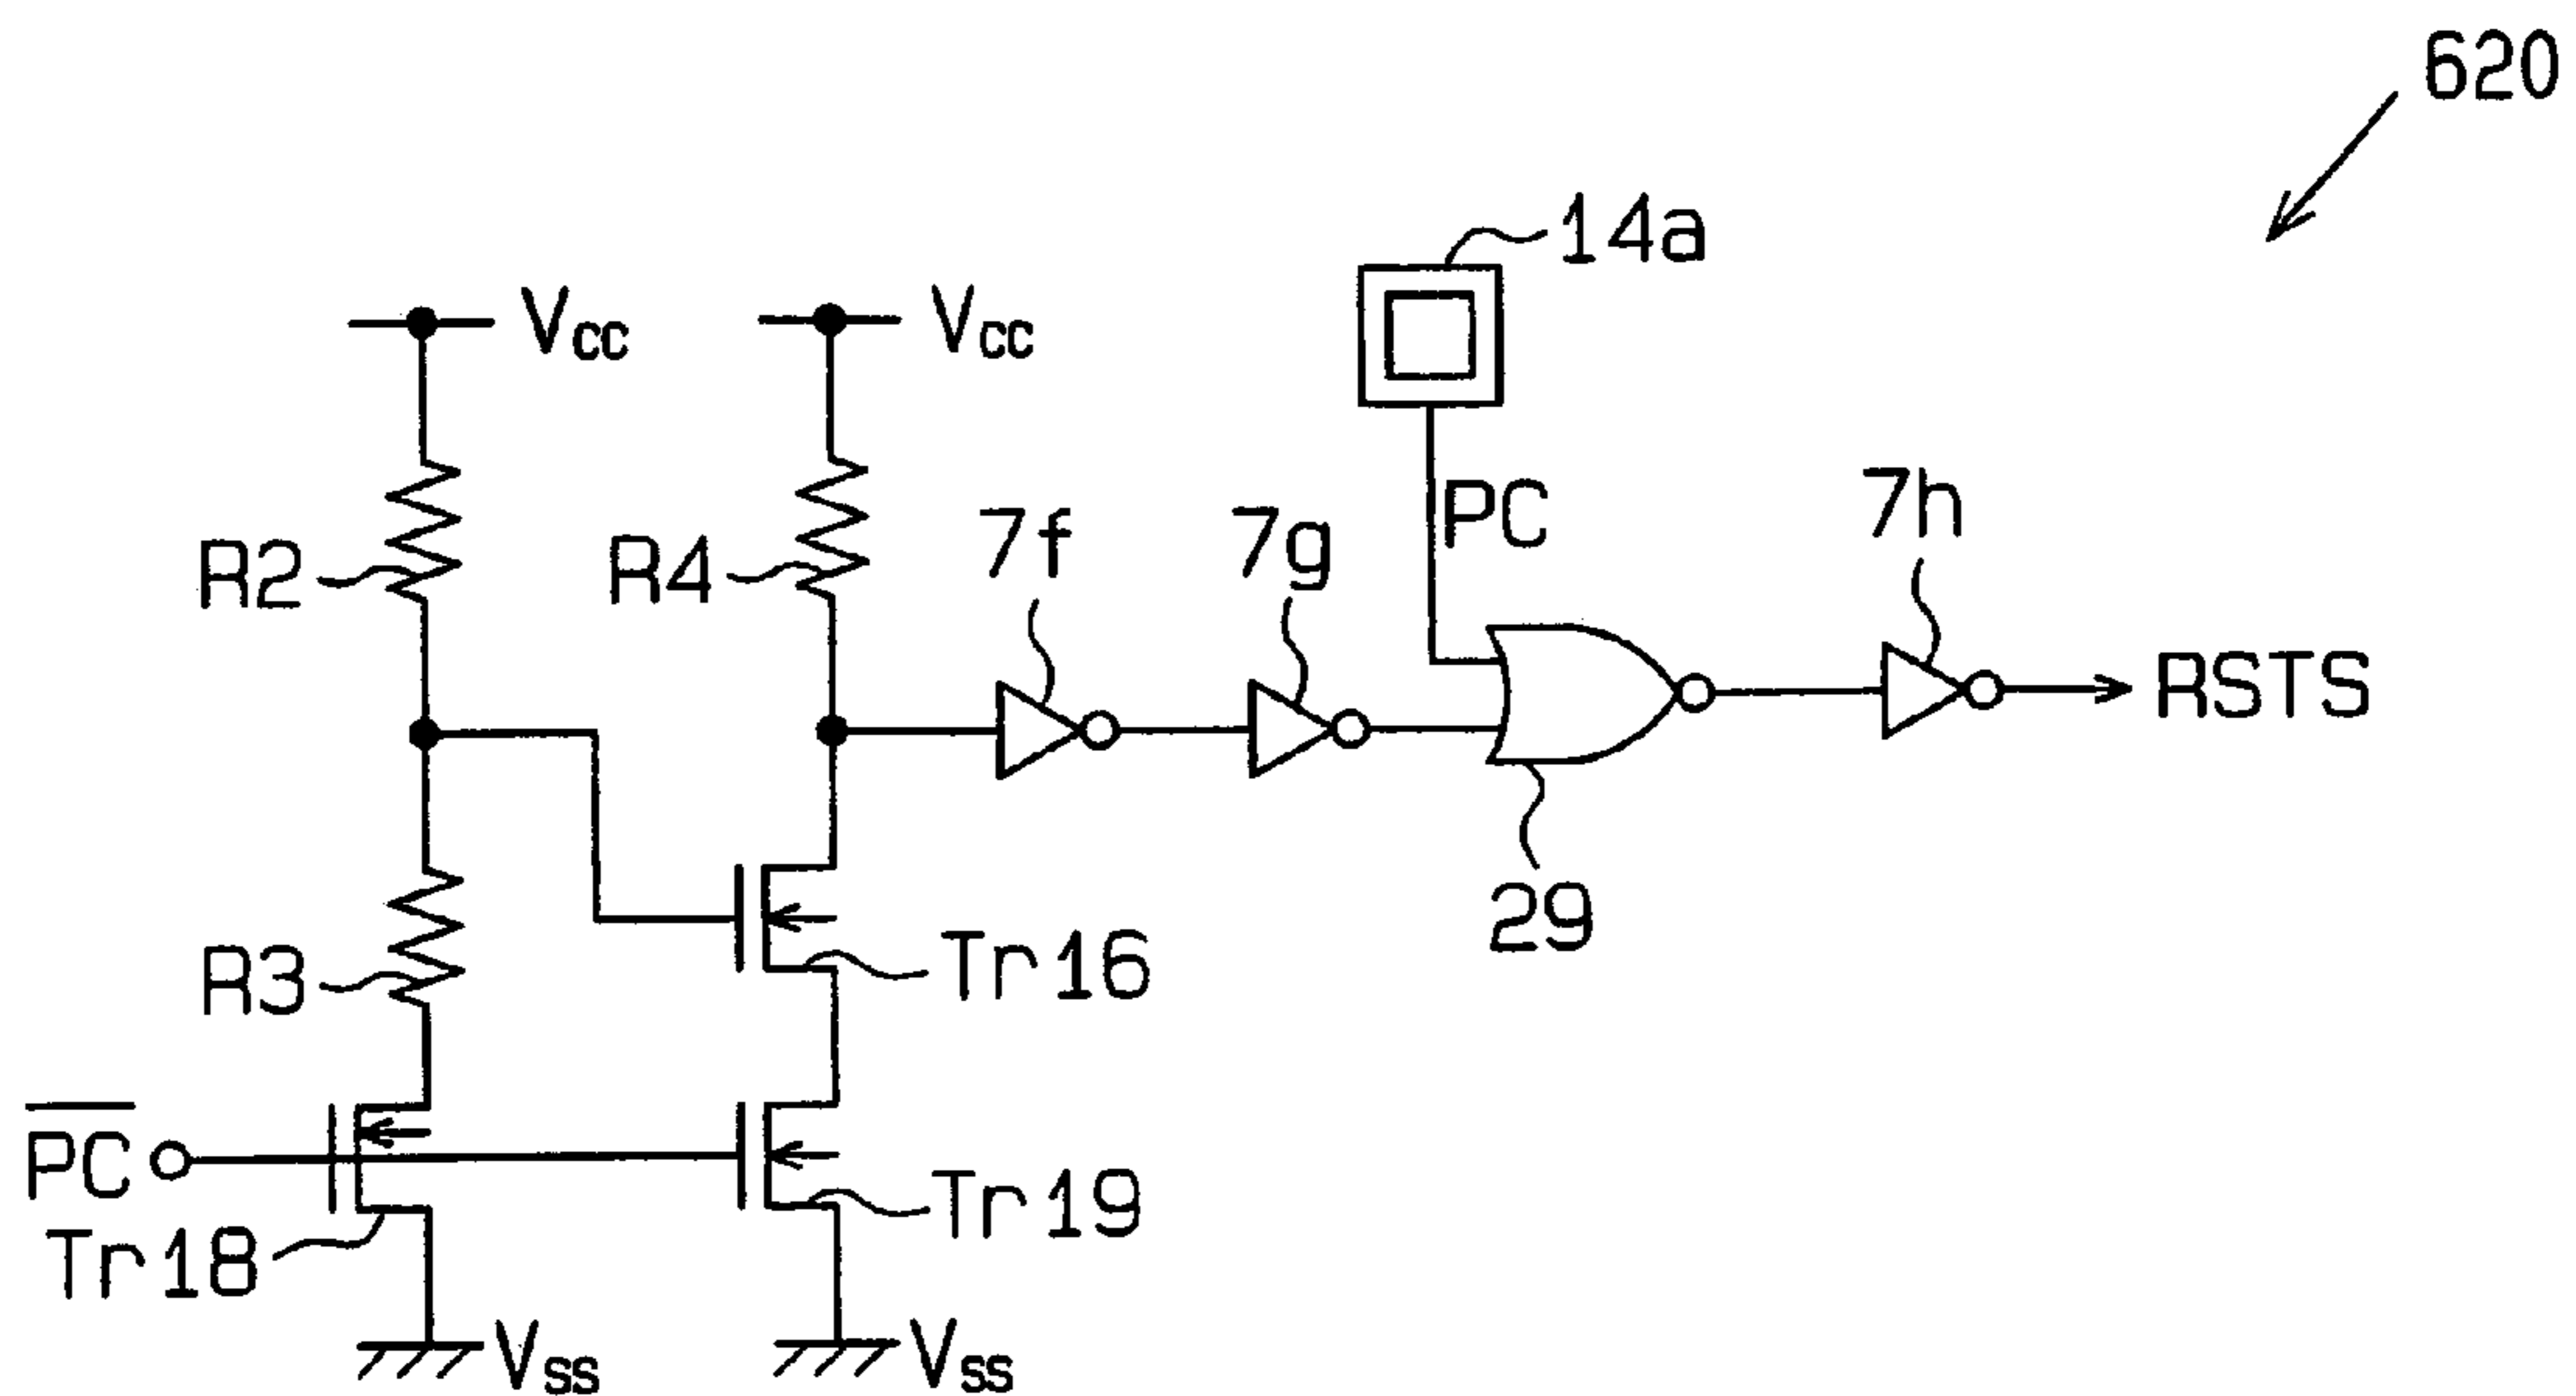 620
14a
Vcc
Vcc
7h
PC
7f
7g
R2
R4
RSTS
29
R3
Tr16
PC
Tr19
Tr18
Vss
Vss